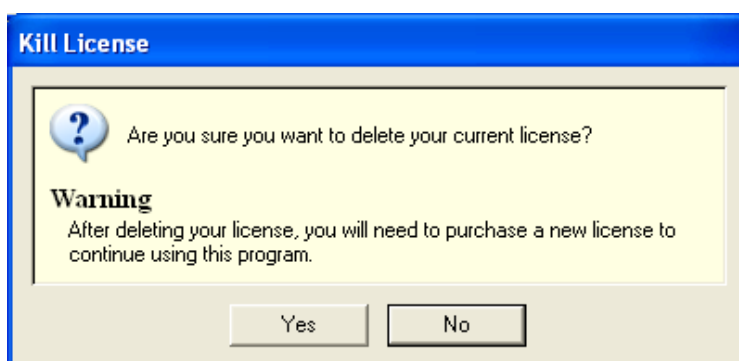 Kill License
Are you sure you want to delete your current license?
Warning
After deleting your license, you will need to purchase a new license to
continue using this program.
Yes No